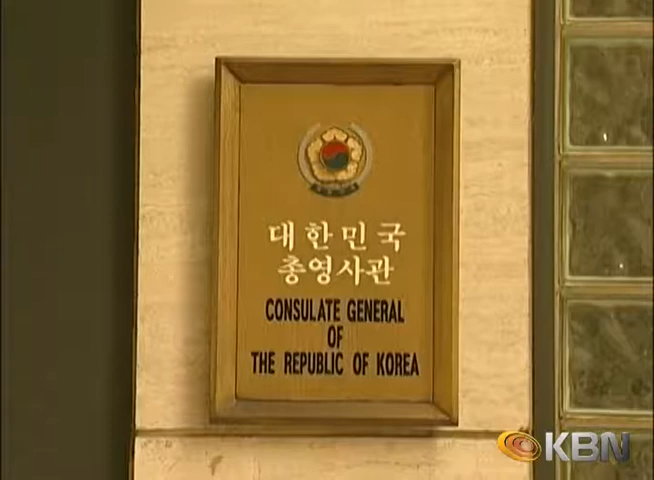 대한민국
총영사관
CONSULATE GENERAL
OF
THE REPUBLIC OF KOREA
KBN